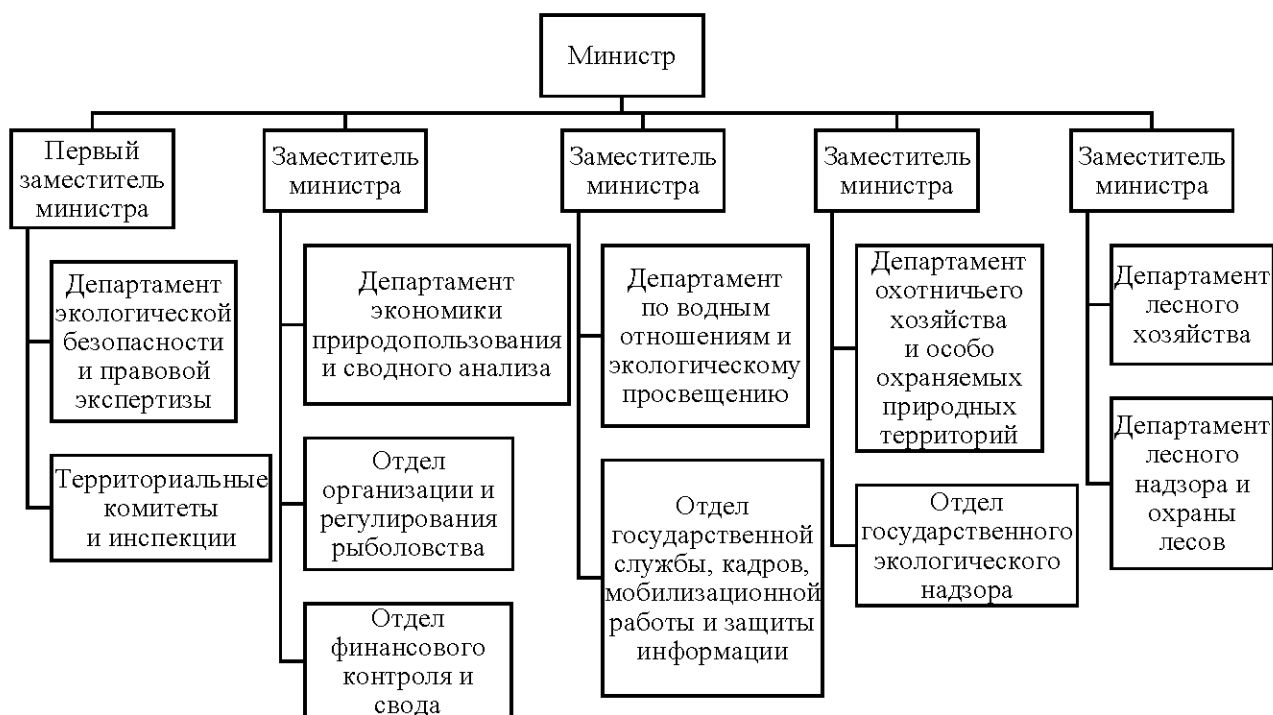 Министр
Первый
заместитель
министра
Заместитель
министра
Заместитель
министра
Заместитель
министра
Заместитель
министра
Департамент
экологической
безопасности
и правовой
экспертизы
Территориальные
комитеты
и инспекции
Департамент
экономики
природопользования
и сводного анализа
Отдел
организации и
регулирования
рыболовства
Отдел
финансового
контроля и
свода
Департамент
по водным
отношениям и
экологическому
просвещению
Отдел
государственной
службы, кадров,
мобилизационной
работы и защиты
информации
Департамент
охотничьего
хозяйства
и особо
охраняемых
природных
территорий
Отдел
государственного
экологического
надзора
Департамент
лесного
хозяйства
Департамент
лесного
надзора и
охраны
лесов